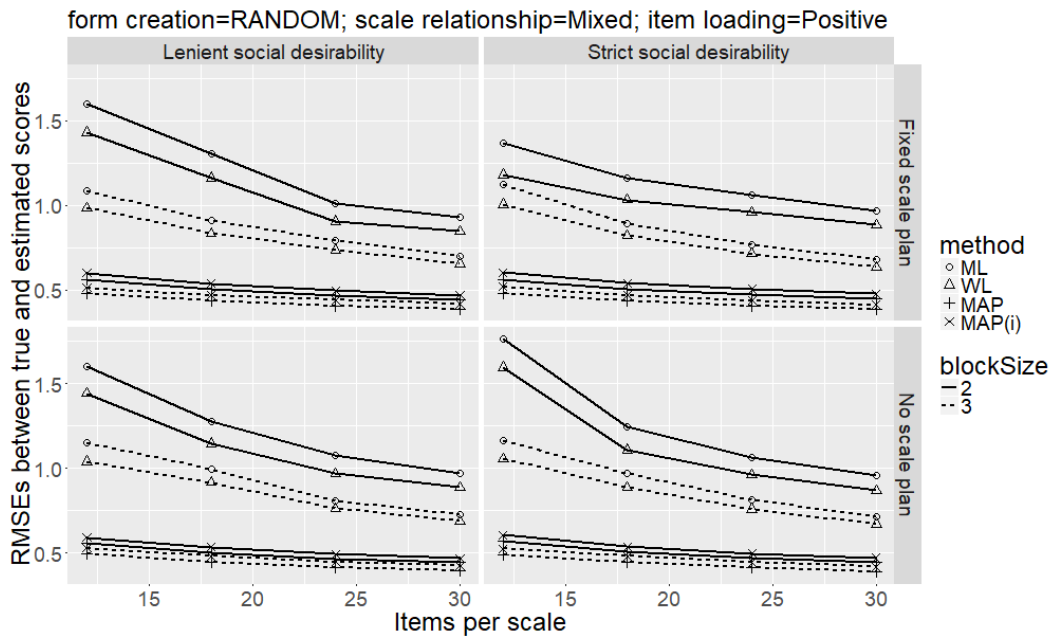 form creation=RANDOM; scale relationship=Mixed; item loading=Positive
Lenient social desirability
Strict social desirability
RMSEs between true and estimated scores
1.5
1.0
0.5
Fixed scale plan
1.5
1.0
0.5
No scale plan
15 20 25 30
15 20 25 30
Items per scale
method
ML
WL
MAP
MAP(i)
blockSize
2
3